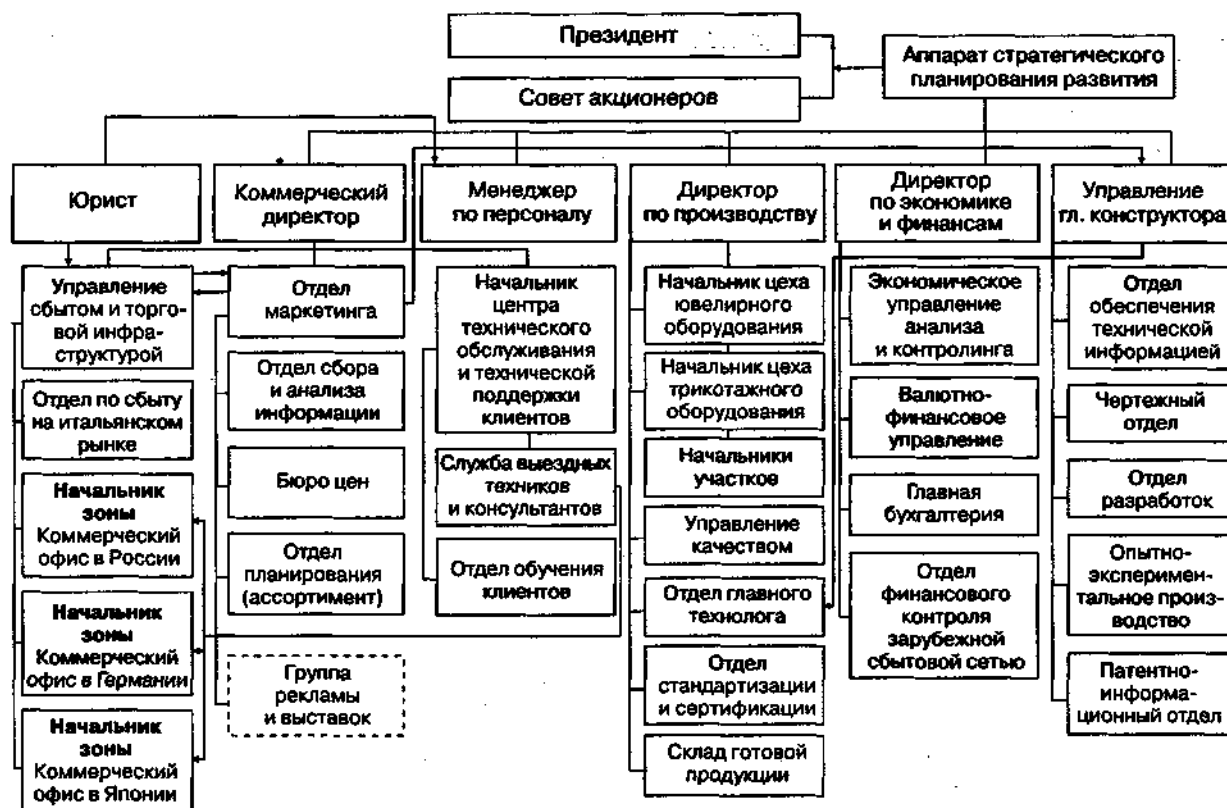 Президент
Совет акционеров
Аппарат стратегического
планирования развития
Юрист
Коммерческий
директор
Менеджер
по персоналу
Директор
по производству
Директор
по экономике
и финансам
Управление
гл. конструктора
Управление
сбытом и торго-
вой инфра-
структурой
Отдел по сбыту
на итальянском
рынке
Начальник
зоны
Коммерческий
офис в России
Начальник
зоны
Коммерческий
офис в Германии
Начальник
зоны
Коммерческий
офис в Японии
Отдел
маркетинга
Отдел сбора
и анализа
информации
Бюро цен
Отдел
планирования
(ассортимент)
Группа
рекламы
и выставок
Начальник
центра
технического
обслуживания
и технической
поддержки
клиентов
Служба выездных
техников
и консультантов
Отдел обучения
клиентов
Начальник цеха
ювелирного
оборудования
Начальник цеха
трикотажного
оборудования
Начальники
участков
Управление
качеством
Отдел главного
технолога
Отдел
стандартизации
и сертификации
Склад готовой
продукции
Экономическое
управление
анализа
и контролинга
Валютно-
финансовое
управление
Главная
бухгалтерия
Отдел
финансового
контроля
зарубежной
сбытовой сетью
Отдел
обеспечения
технической
информацией
Чертежный
отдел
Отдел
разработок
Опытно-
эксперимен-
тальное произ-
водство
Патентно-
информа-
ционный отдел